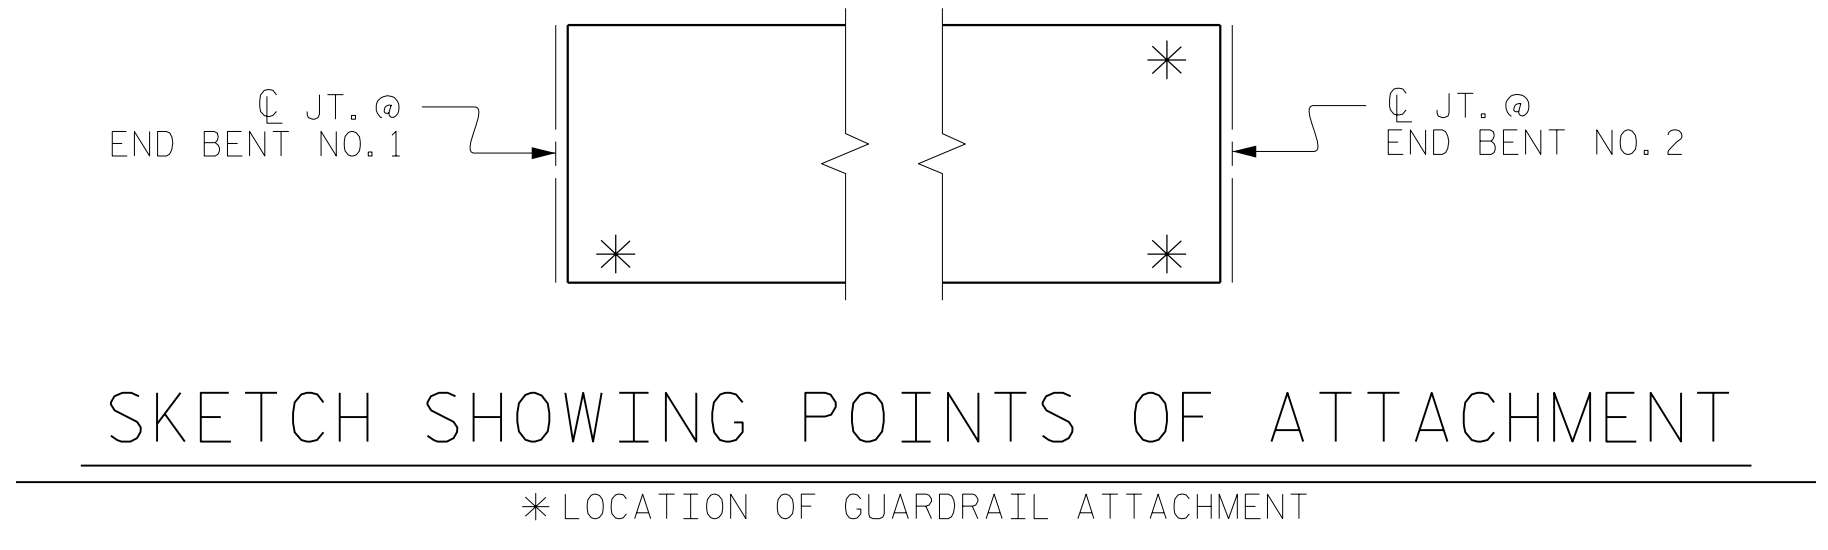 ℄ JT. @
END BENT NO. 1
℄ JT. @
END BENT NO. 2
SKETCH SHOWING POINTS OF ATTACHMENT
* LOCATION OF GUARDRAIL ATTACHMENT